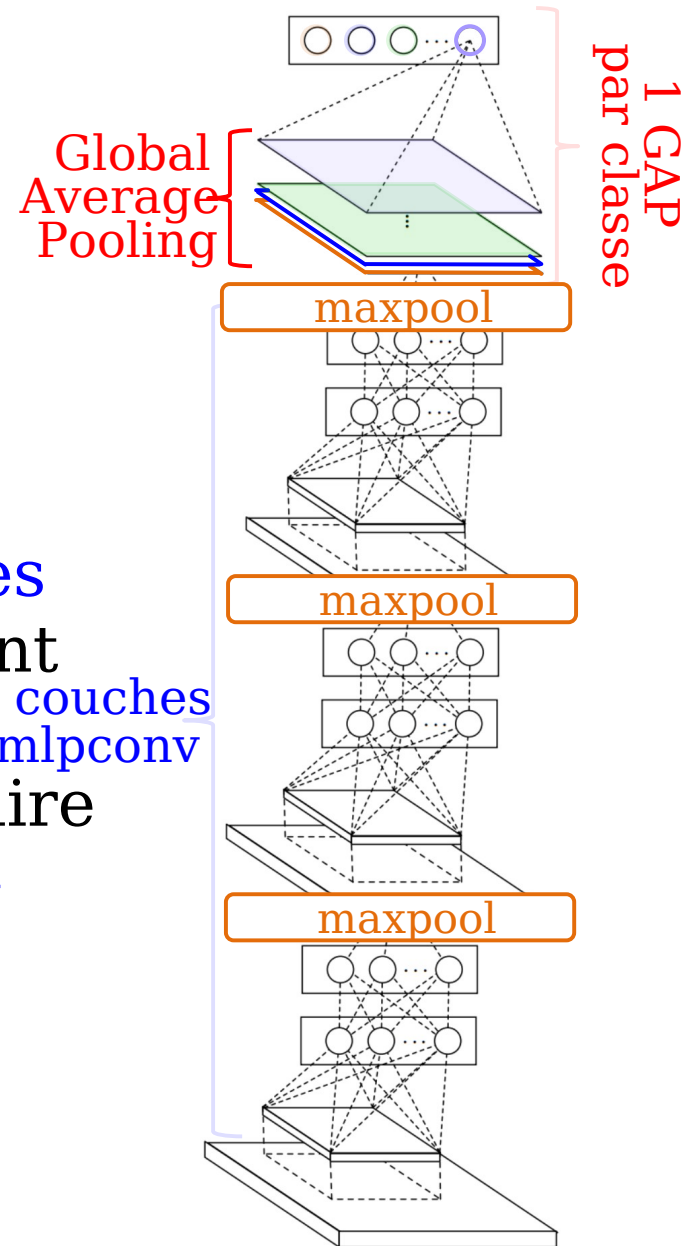 1 GAP
par classe
Global
Average
Pooling
maxpool
maxpool
couches
mlpconv
maxpool